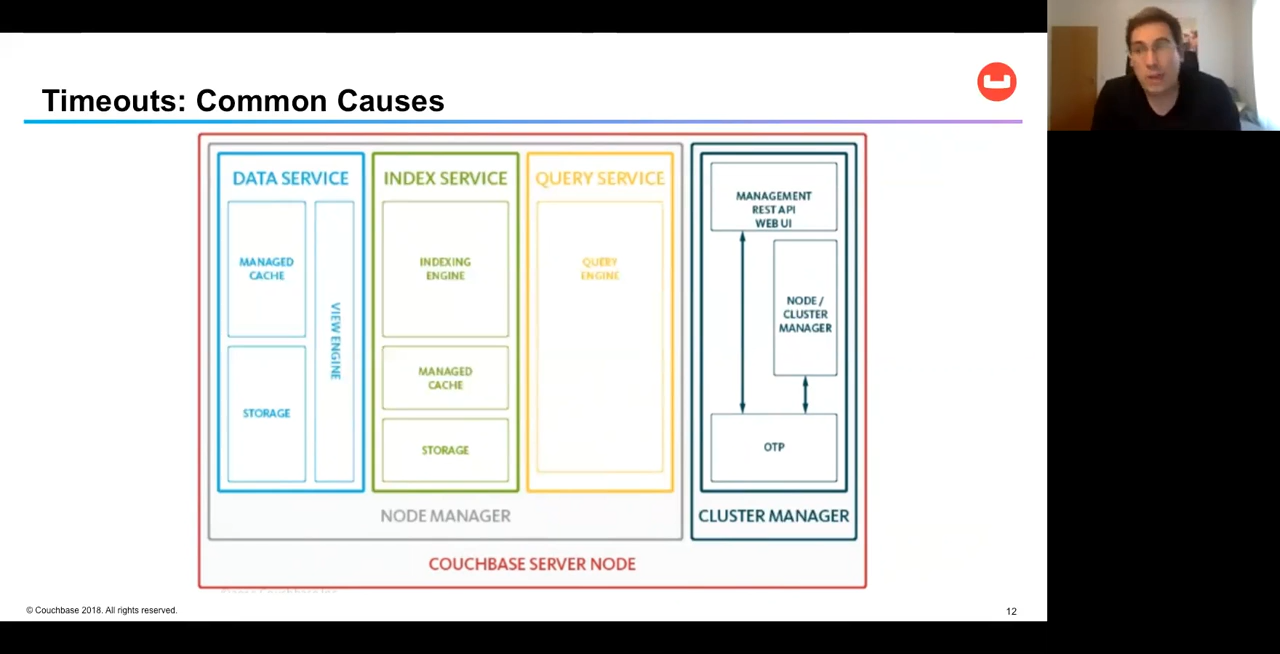 Timeouts: Common Causes
DATA SERVICE
MANAGED
CACHE
VIEW ENGINE
STORAGE
INDEX SERVICE
INDEXING
ENGINE
MANAGED
CACHE
STORAGE
QUERY SERVICE
QUERY
ENGINE
MANAGEMENT
REST API
WEB UI
NODE /
CLUSTER
MANAGER
OTP
NODE MANAGER
CLUSTER MANAGER
COUCHBASE SERVER NODE
© Couchbase 2018. All rights reserved.
12